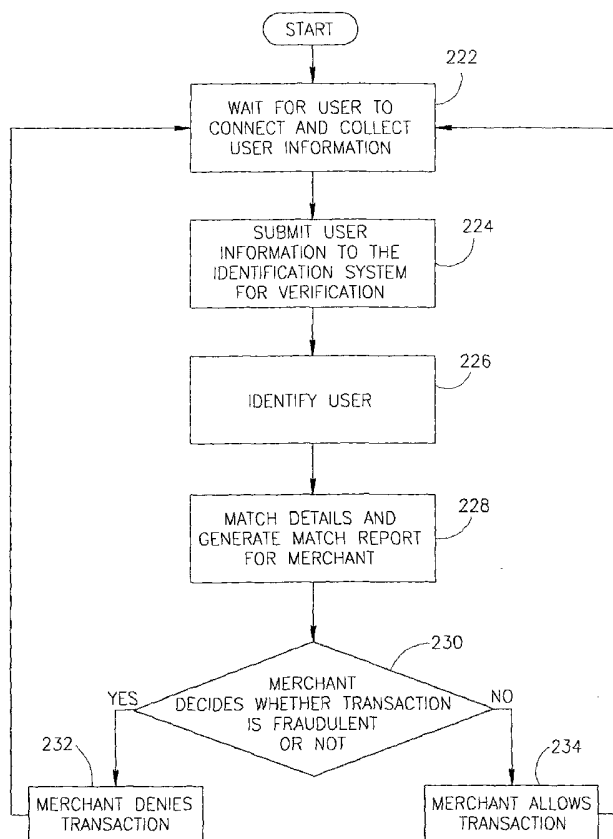 START
222
WAIT FOR USER TO
CONNECT AND COLLECT
USER INFORMATION
SUBMIT USER
INFORMATION TO THE
IDENTIFICATION SYSTEM
FOR VERIFICATION
224
226
IDENTIFY USER
MATCH DETAILS AND
GENERATE MATCH REPORT
FOR MERCHANT
228
230
YES
MERCHANT
DECIDES WHETHER TRANSACTION
IS FRAUDULENT
OR NOT
NO
232
234
MERCHANT DENIES
TRANSACTION
MERCHANT ALLOWS
TRANSACTION